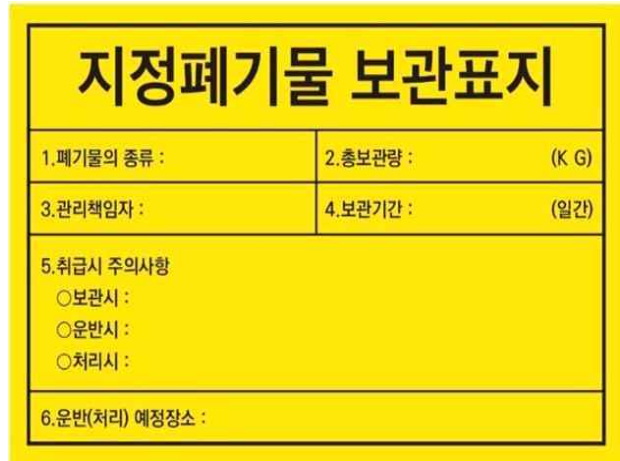 지정폐기물 보관표지
1.폐기물의 종류 :
2.총보관량 : (K G)
3.관리책임자 :
4.보관기간 : (일간)
5.취급시 주의사항
○보관시 :
○운반시 :
○처리시 :
6.운반(처리) 예정장소 :